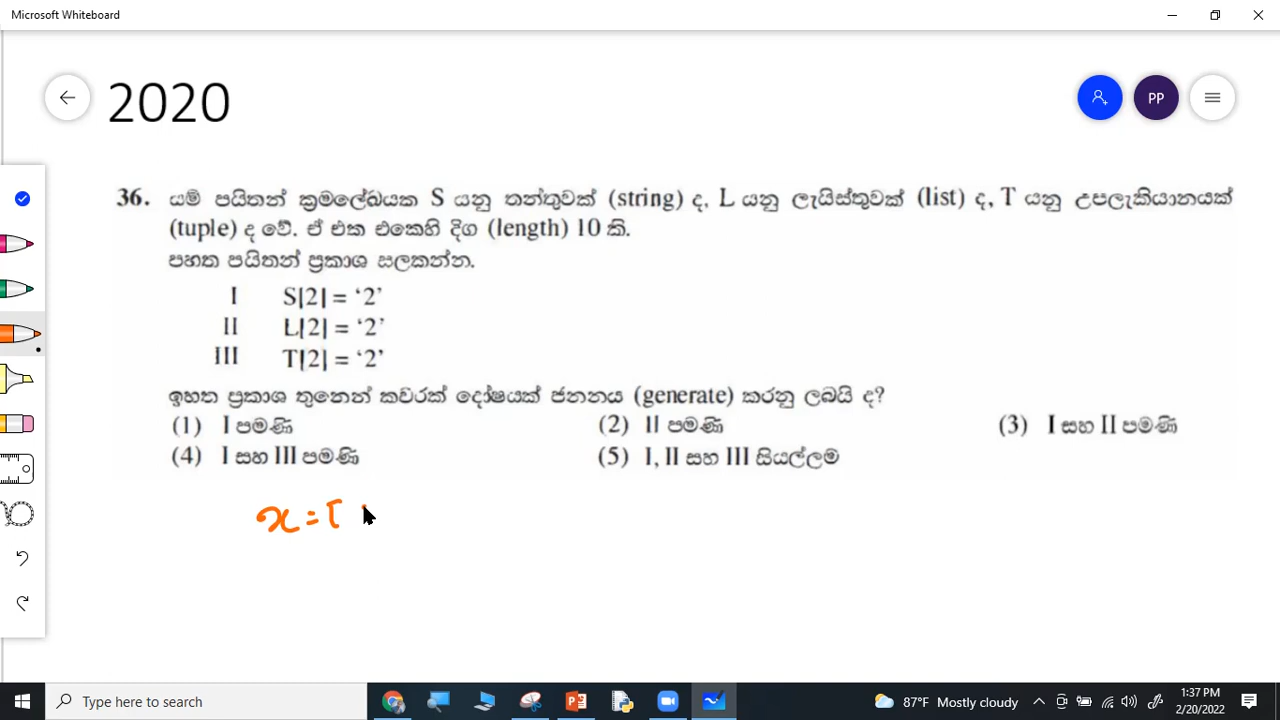 Microsoft Whiteboard
2020
PP
36. යම් පයිතන් ක්‍රමලේඛයක S යනු තන්තුවක් (string) ද, L යනු ලැයිස්තුවක් (list) ද, T යනු උපලැකියානයක්
(tuple) ද වේ. ඒ එක එකෙහි දිග (length) 10 කි.
පහත පයිතන් ප්‍රකාශ සලකන්න.
I S[2] = ‘2’
II L[2] = ‘2’
III T[2] = ‘2’
ඉහත ප්‍රකාශ තුනෙන් කවරක් දෝෂයක් ජනනය (generate) කරනු ලබයි ද?
(1) I පමණි (2) II පමණි (3) I සහ II පමණි
(4) I සහ III පමණි (5) I, II සහ III සියල්ලම
x = [
Type here to search
87°F Mostly cloudy
1:37 PM
2/20/2022